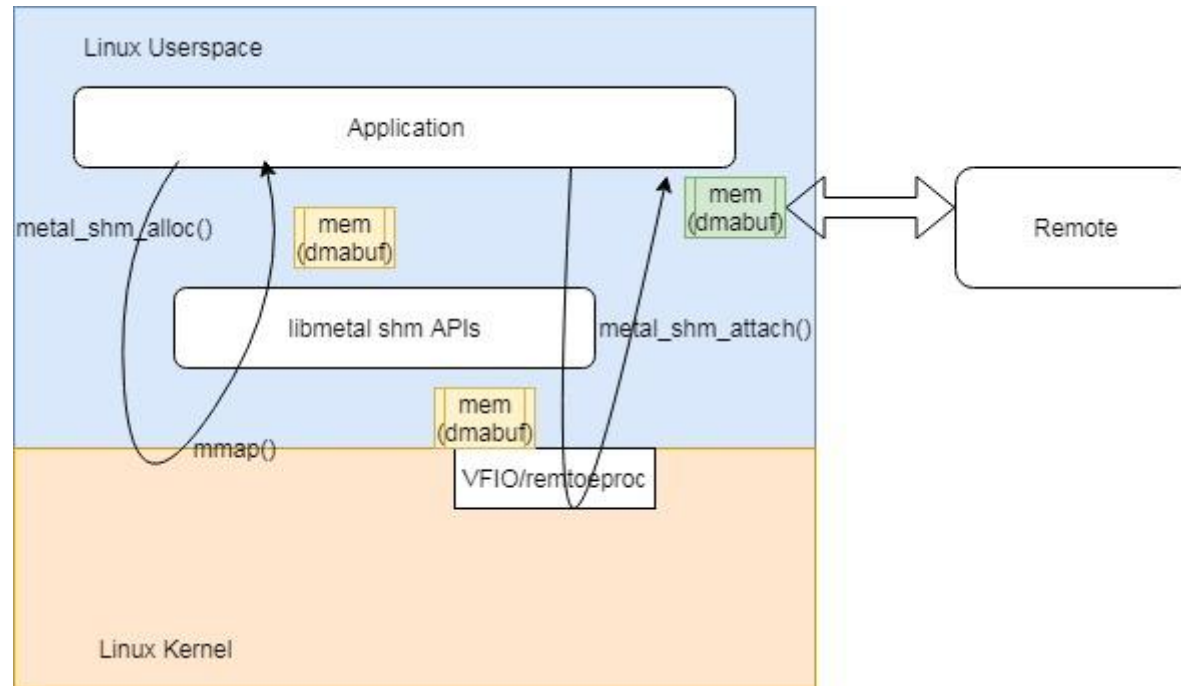 Linux Userspace
Application
metal_shm_alloc()
mem
(dmabuf)
mem
(dmabuf)
Remote
libmetal shm APIs
metal_shm_attach()
mem
(dmabuf)
mmap()
VFIO/remtoeproc
Linux Kernel